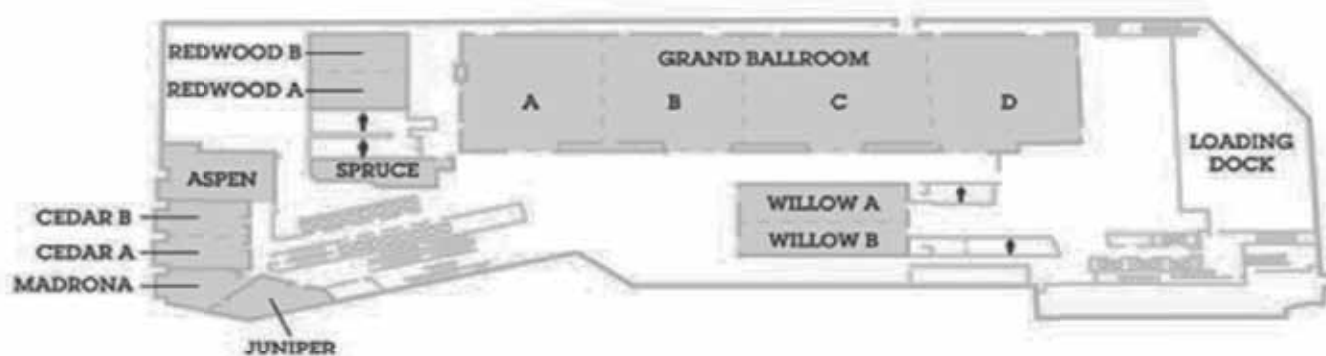 REDWOOD B
GRAND BALLROOM
REDWOOD A
A
B
C
D
LOADING
DOCK
SPRUCE
ASPEN
WILLOW A
CEDAR B
WILLOW B
CEDAR A
MADRONA
JUNIPER